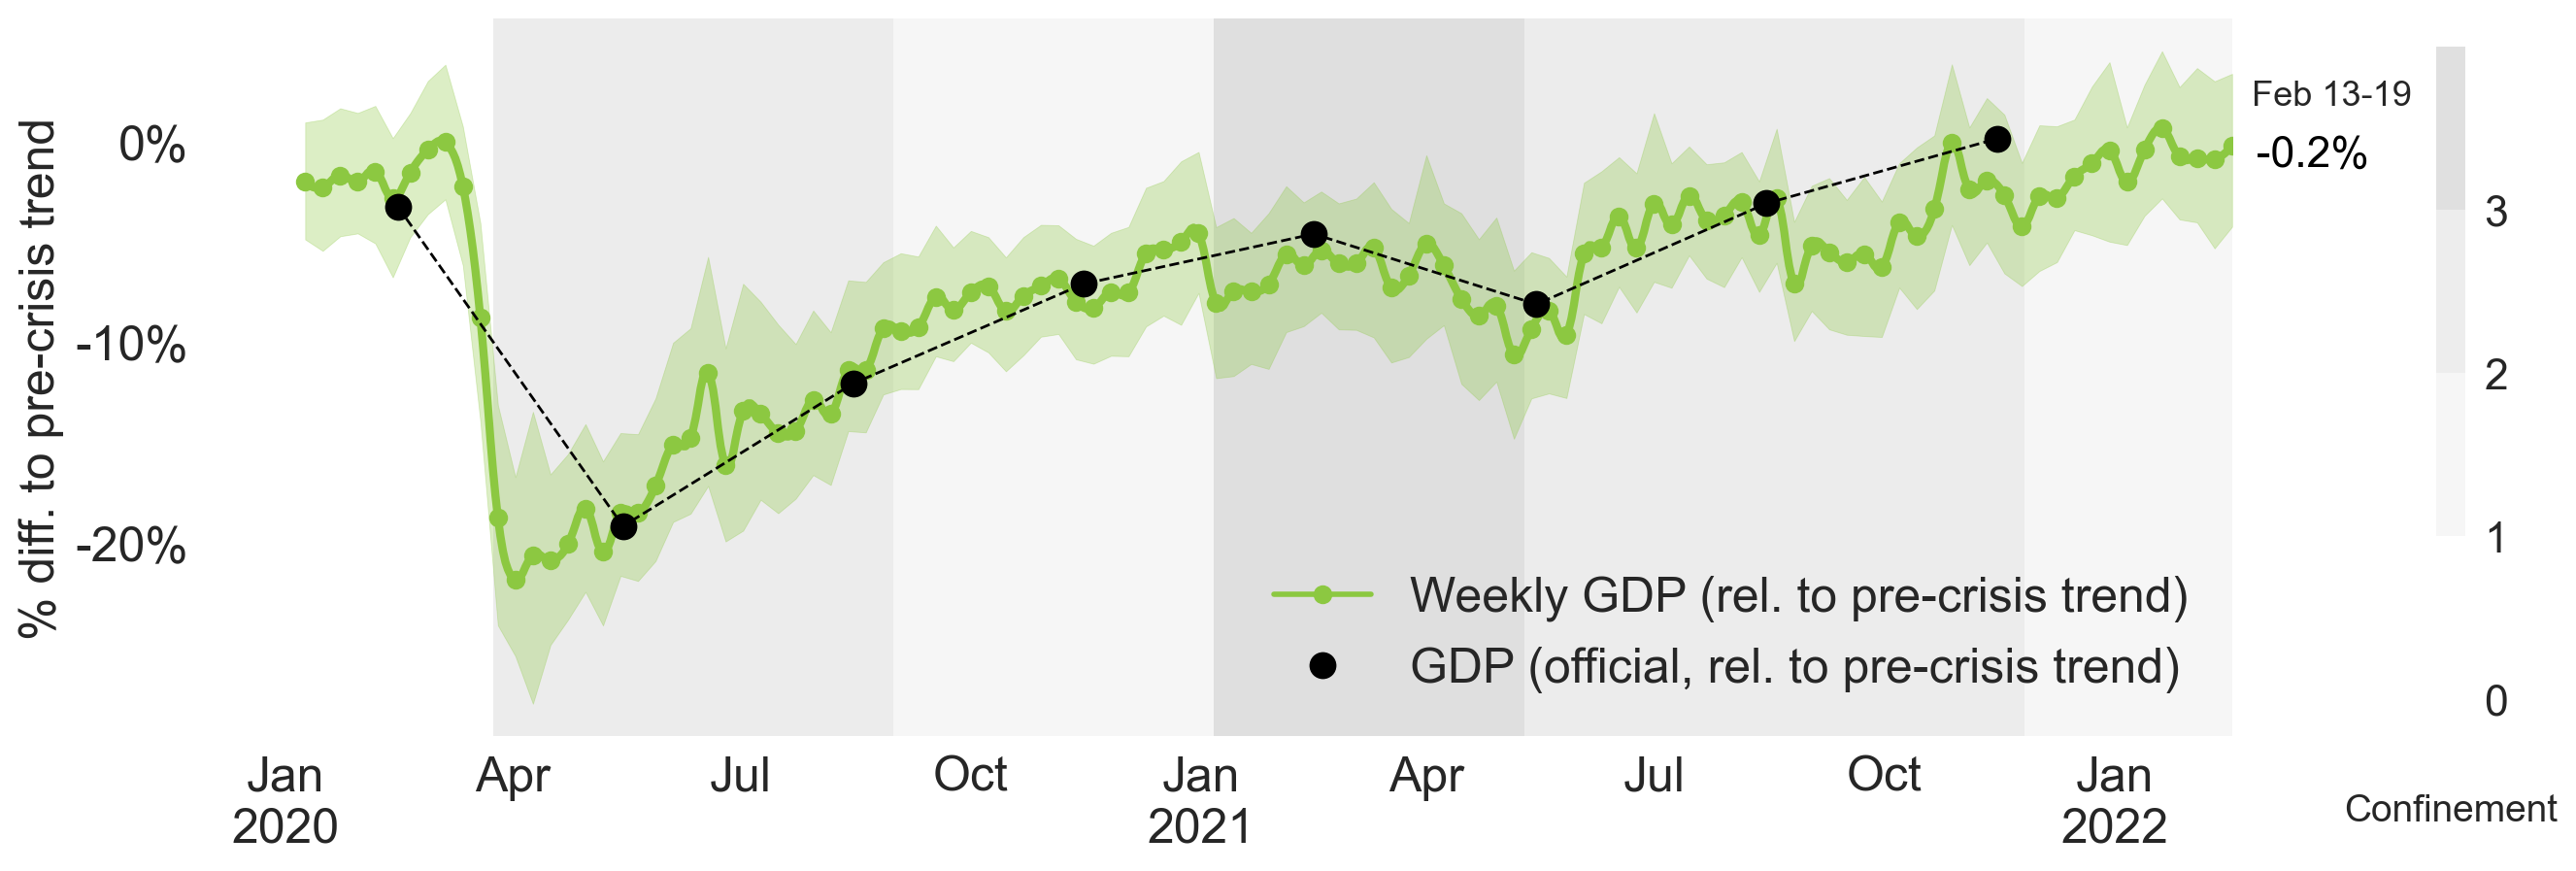 % diff. to pre-crisis trend
0%
-10%
-20%
Feb 13-19
-0.2%
3
2
1
0
Weekly GDP (rel. to pre-crisis trend)
GDP (official, rel. to pre-crisis trend)
Jan Apr Jul Oct Jan Apr Jul Oct Jan
2020 2021 2022
Confinement